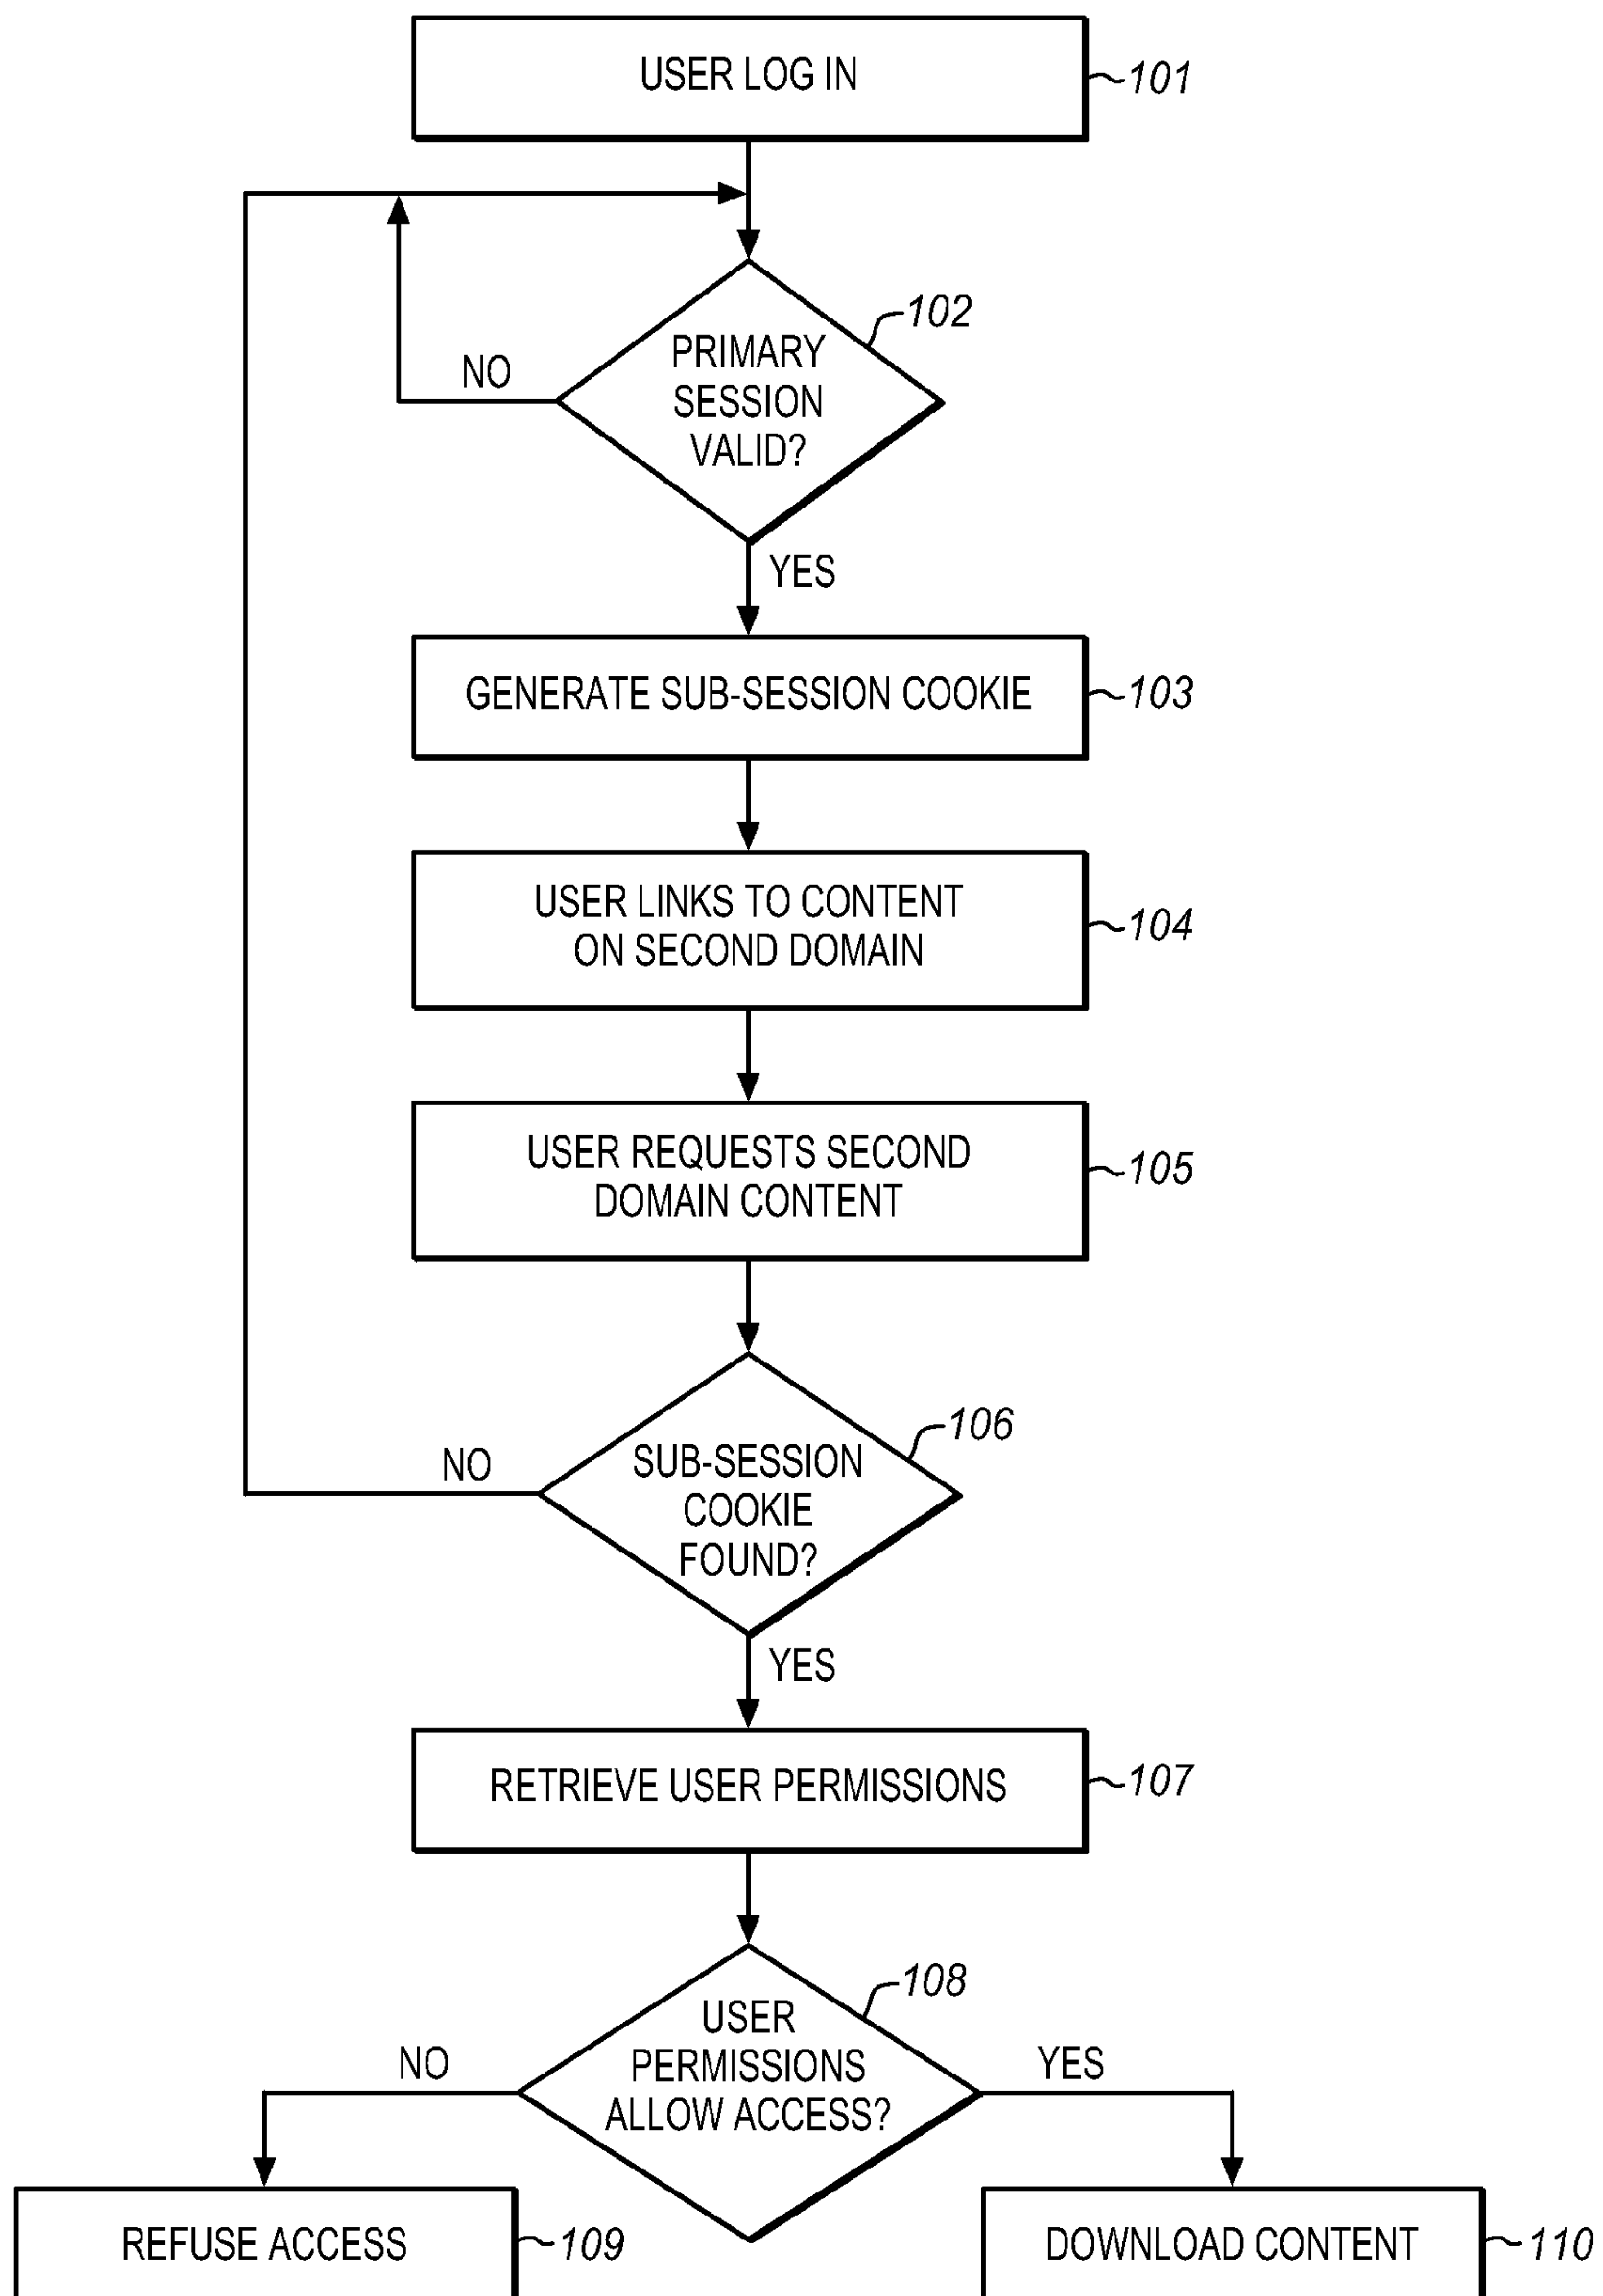 USER LOG IN
101
102
PRIMARY
SESSION
VALID?
NO
YES
GENERATE SUB-SESSION COOKIE
103
USER LINKS TO CONTENT
ON SECOND DOMAIN
104
USER REQUESTS SECOND
DOMAIN CONTENT
105
106
SUB-SESSION
COOKIE
FOUND?
NO
YES
RETRIEVE USER PERMISSIONS
107
108
USER
PERMISSIONS
ALLOW ACCESS?
NO
YES
REFUSE ACCESS
109
DOWNLOAD CONTENT
110